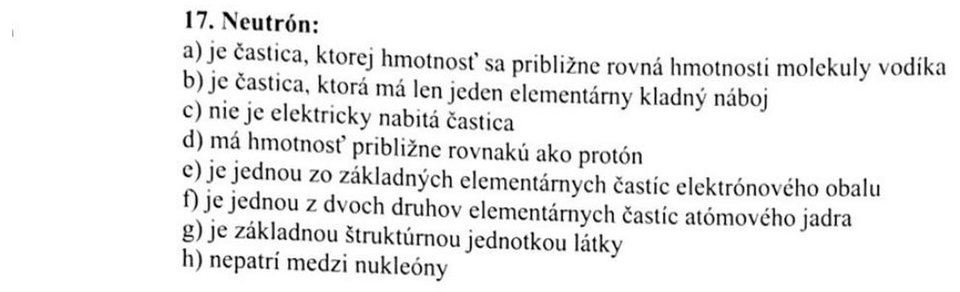 17. Neutrón:
a) je častica, ktorej hmotnosť sa približne rovná hmotnosti molekuly vodíka
b) je častica, ktorá má len jeden elementárny kladný náboj
c) nie je elektricky nabitá častica
d) má hmotnosť približne rovnakú ako protón
e) je jednou zo základných elementárnych častíc elektrónového obalu
f) je jednou z dvoch druhov elementárnych častíc atómového jadra
g) je základnou štruktúrnou jednotkou látky
h) nepatrí medzi nukleóny